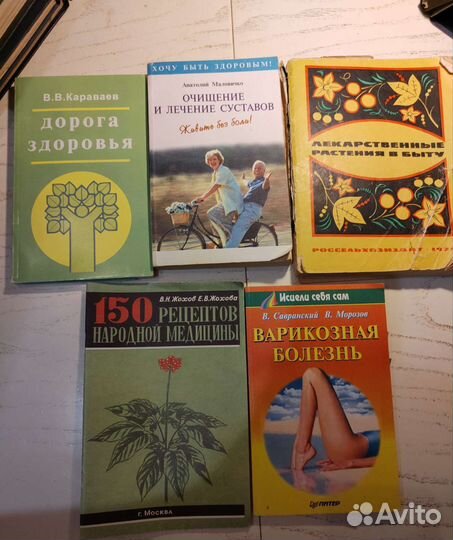 В.В.Караваев
дорога
здоровья
ХОЧУ БЫТЬ ЗДОРОВЫМ!
Анатолий Маловичко
ОЧИЩЕНИЕ
И ЛЕЧЕНИЕ СУСТАВОВ
Живите без боли!
ЛЕКАРСТВЕННЫЕ
РАСТЕНИЯ В БЫТУ
РОССЕЛЬХОЗИЗДАТ
В.Н.Жохов Е.В.Жохова
150 РЕЦЕПТОВ
НАРОДНОЙ МЕДИЦИНЫ
г. Москва
Исцели себя сам
В. Савранский В. Морозов
ВАРИКОЗНАЯ
БОЛЕЗНЬ
ПИТЕР
Avito